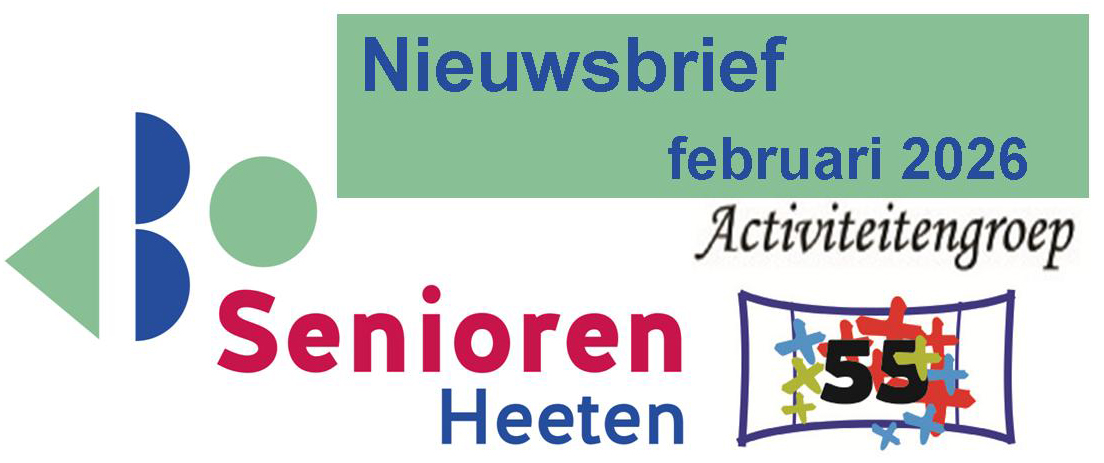 Nieuwsbrief
februari 2026
Activiteitengroep
Senioren
Heeten
55